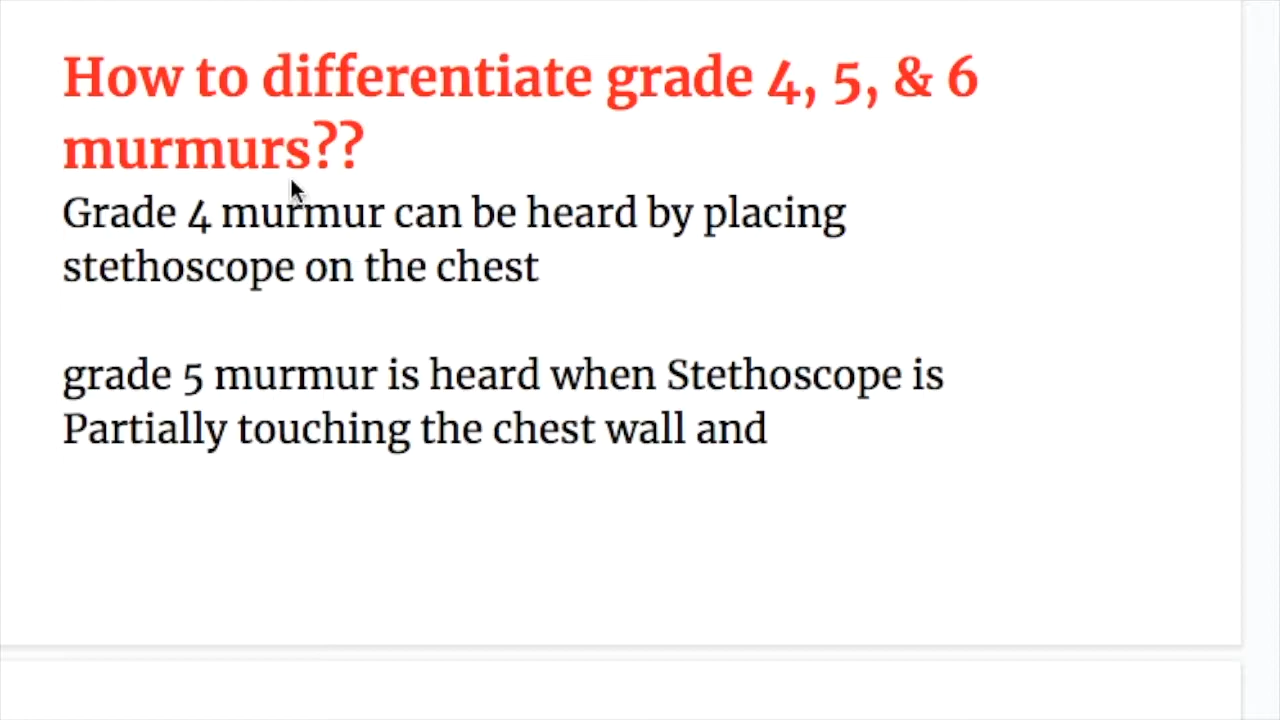 How to differentiate grade 4, 5, & 6
murmurs??
Grade 4 murmur can be heard by placing
stethoscope on the chest
grade 5 murmur is heard when Stethoscope is
Partially touching the chest wall and